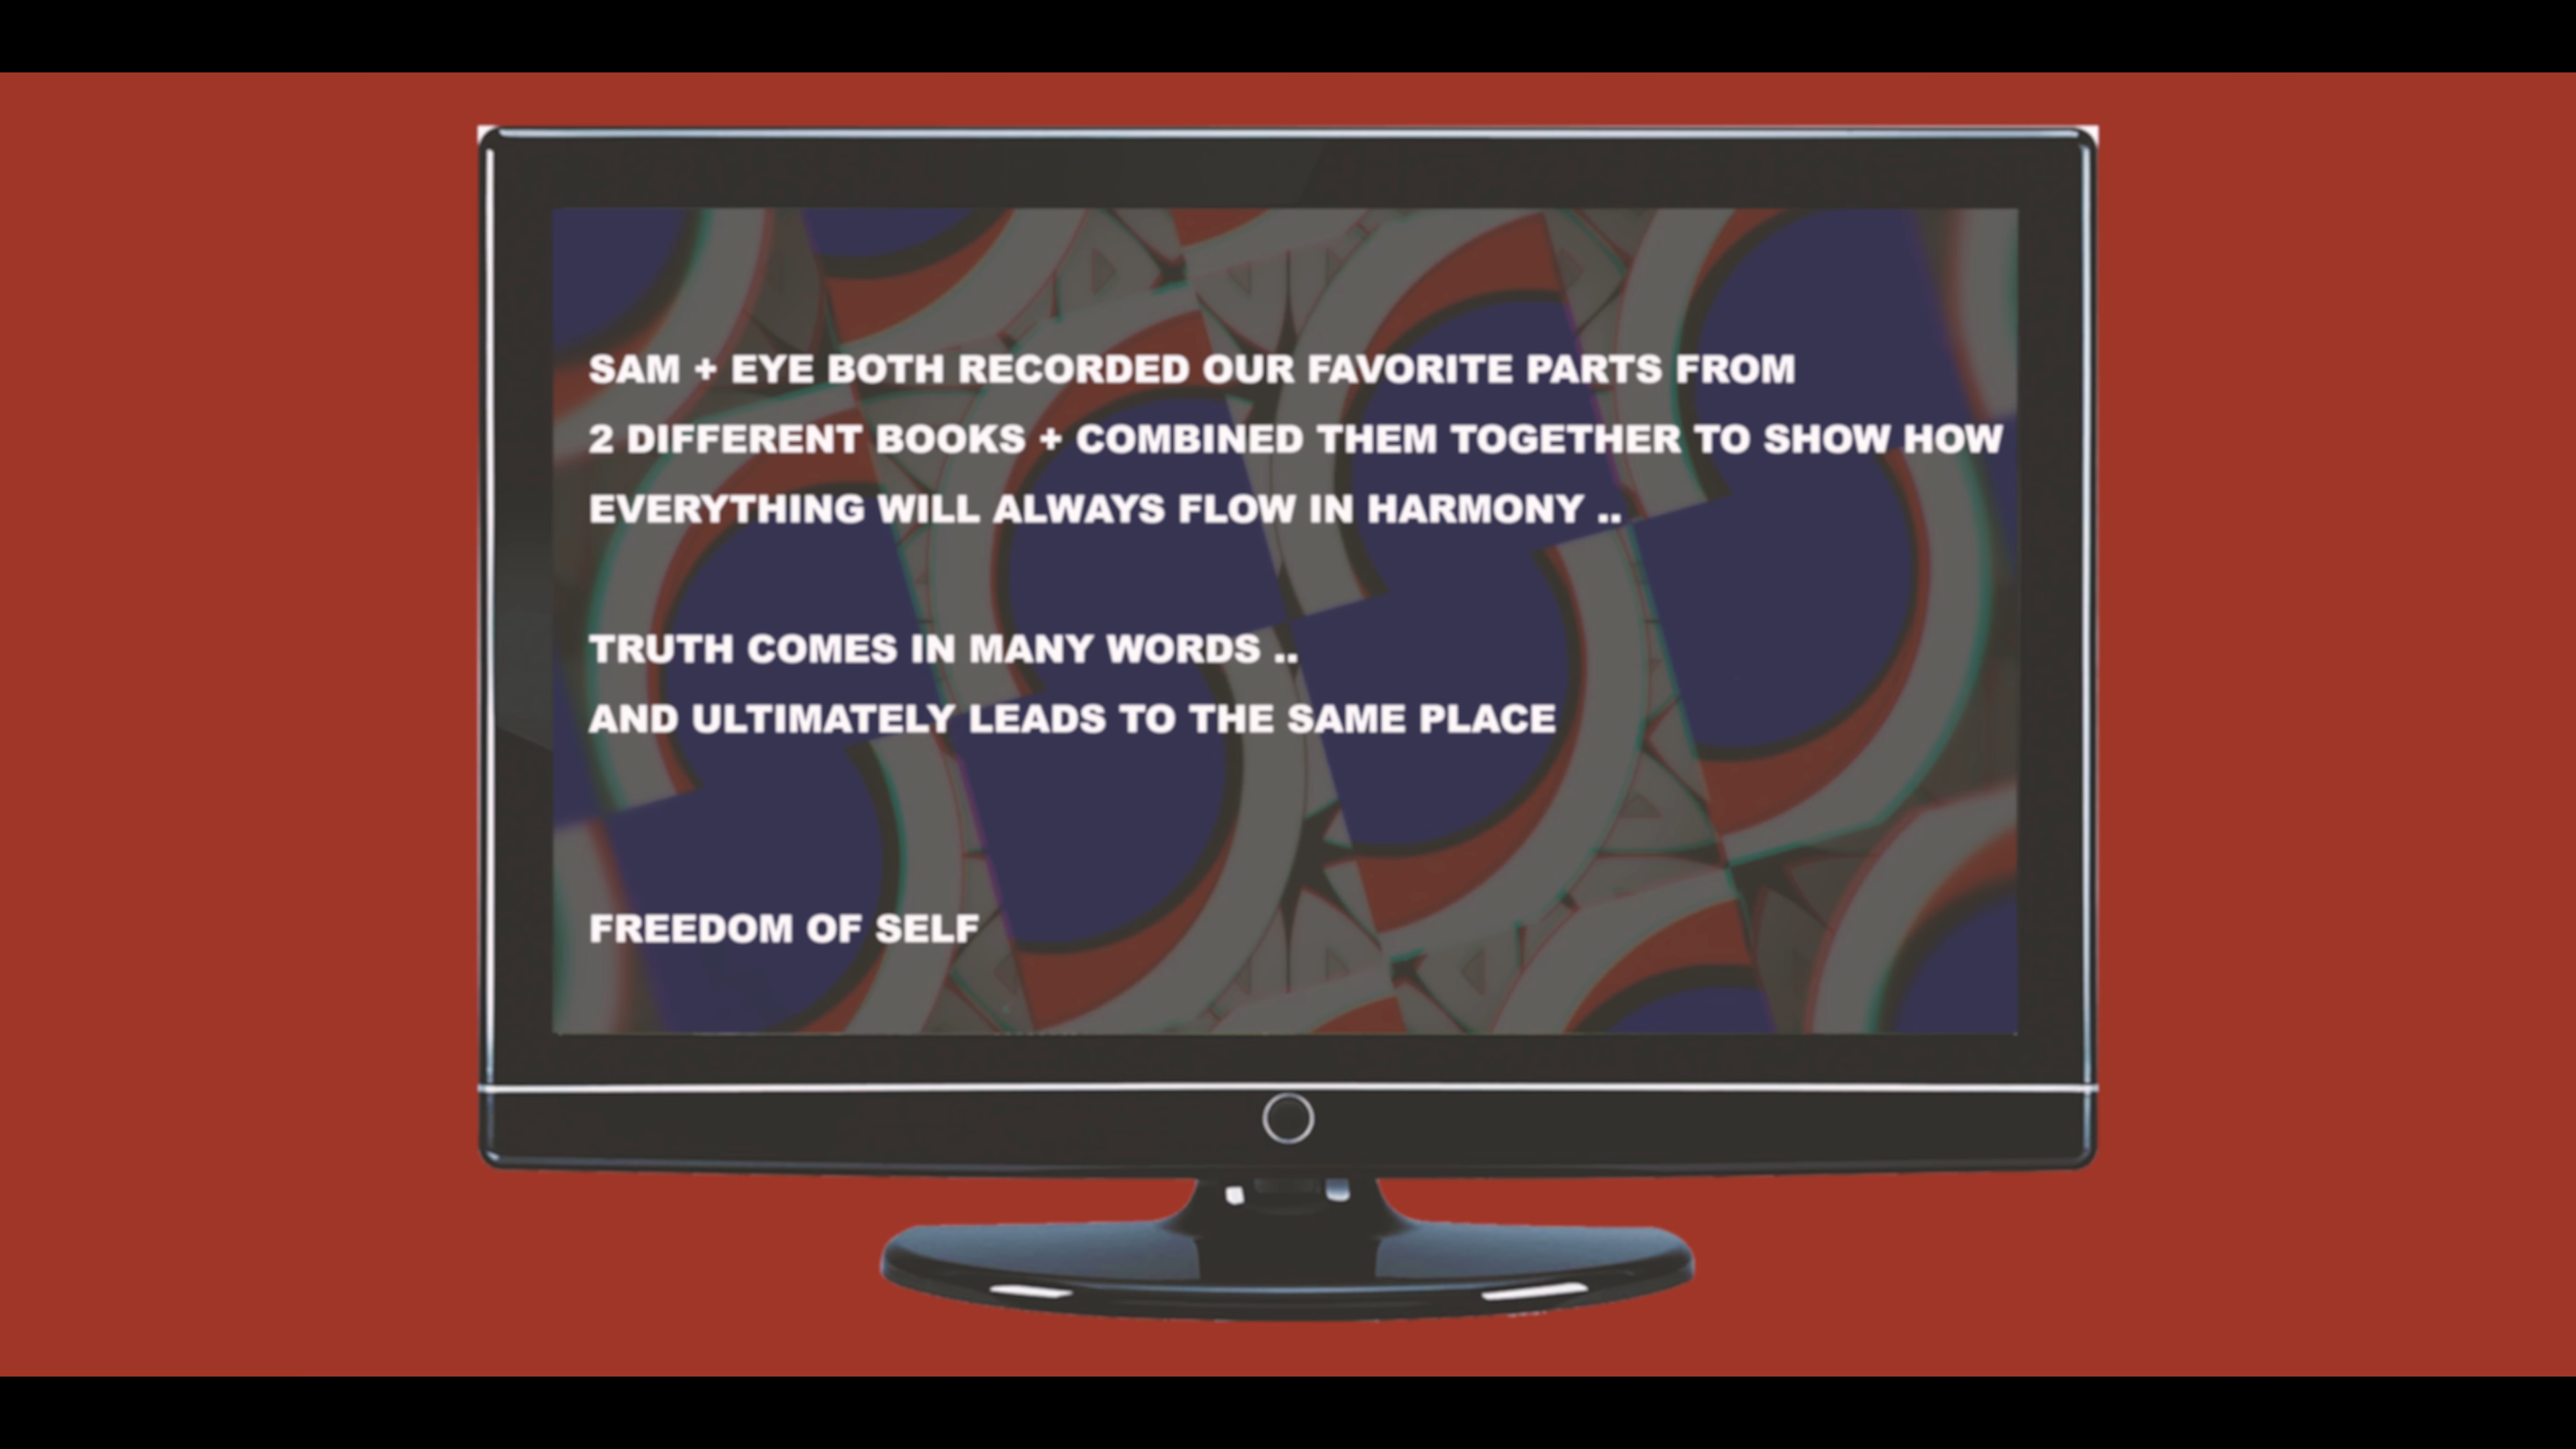 SAM + EYE BOTH RECORDED OUR FAVORITE PARTS FROM
2 DIFFERENT BOOKS + COMBINED THEM TOGETHER TO SHOW HOW
EVERYTHING WILL ALWAYS FLOW IN HARMONY ..
TRUTH COMES IN MANY WORDS ..
AND ULTIMATELY LEADS TO THE SAME PLACE
FREEDOM OF SELF